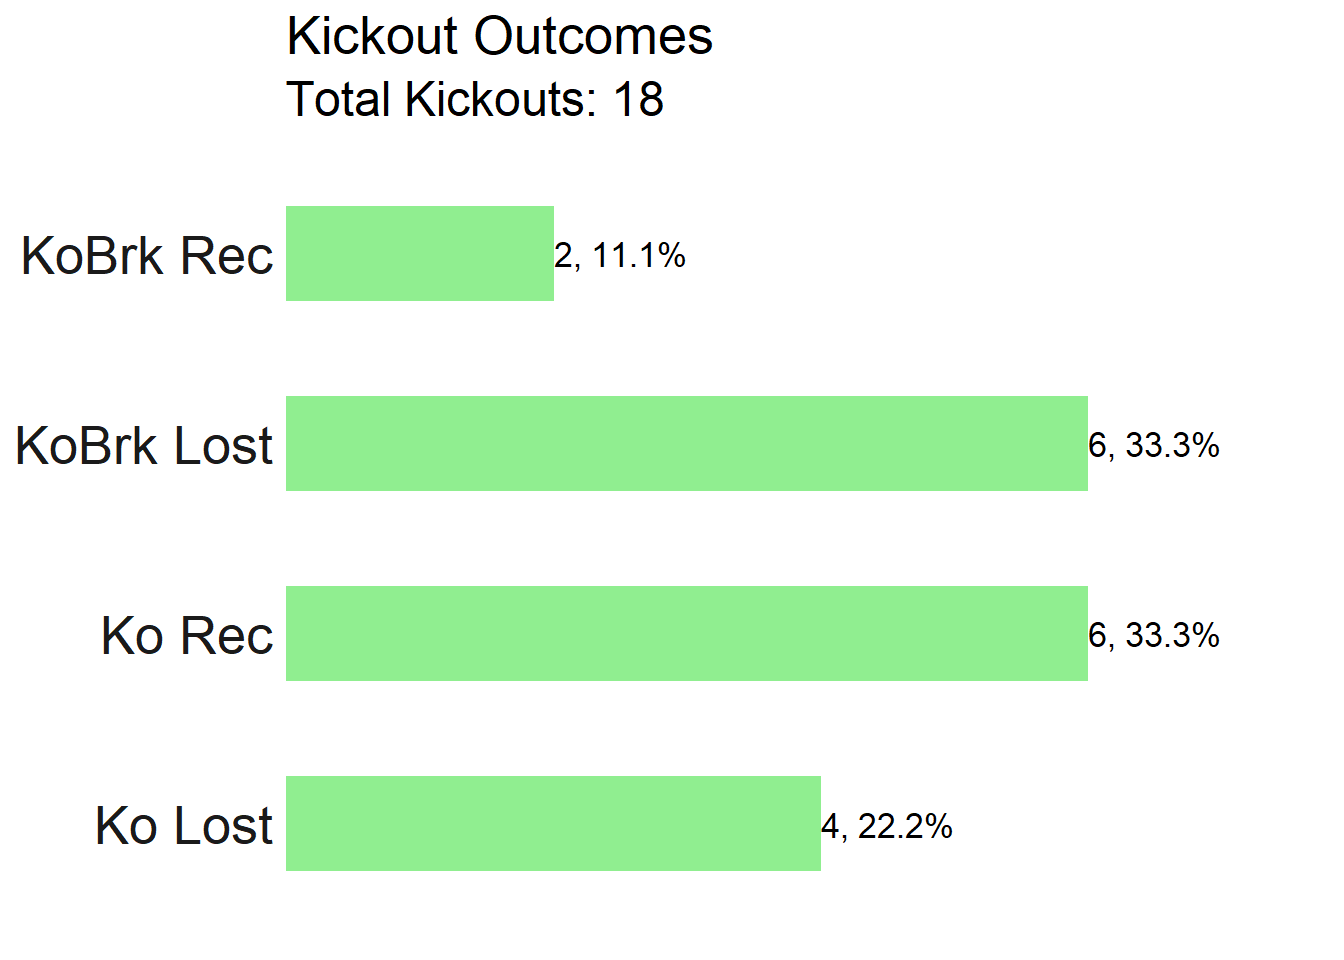 Kickout Outcomes
Total Kickouts: 18
KoBrk Rec
2, 11.1%
KoBrk Lost
6, 33.3%
Ko Rec
6, 33.3%
Ko Lost
4, 22.2%